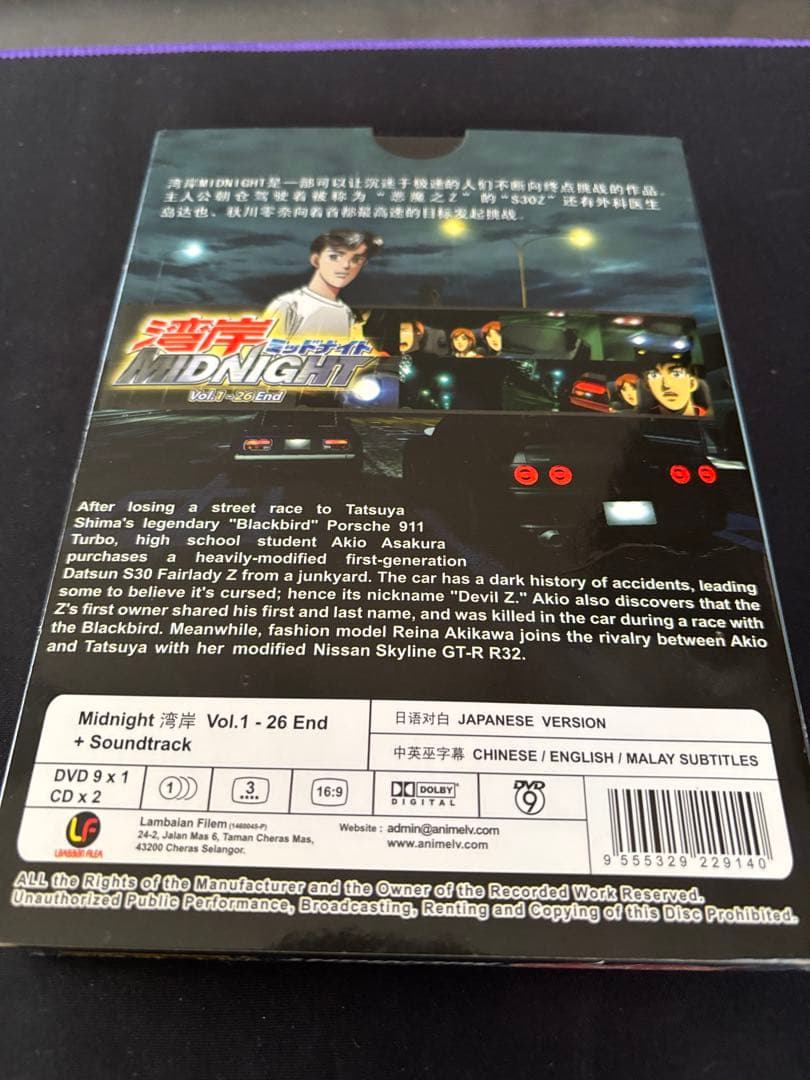 湾岸MIDNIGHT是一部可以让沉迷于极速的人们不断向终点挑战的作品。
主人公朝仓驾驶着被称为“恶魔之Z”的“S30Z”还有外科医生
岛达也、秋川零奈向着首都最高速的目标发起挑战。
湾岸
ミッドナイト
MIDNIGHT
Vol.1 - 26 End
After losing a street race to Tatsuya
Shima's legendary "Blackbird" Porsche 911
Turbo, high school student Akio Asakura
purchases a heavily-modified first-generation
Datsun S30 Fairlady Z from a junkyard. The car has a dark history of accidents, leading
some to believe it's cursed; hence its nickname "Devil Z." Akio also discovers that the
Z's first owner shared his first and last name, and was killed in the car during a race with
the Blackbird. Meanwhile, fashion model Reina Akikawa joins the rivalry between Akio
and Tatsuya with her modified Nissan Skyline GT-R R32.
Midnight 湾岸 Vol.1 - 26 End
+ Soundtrack
日语对白 JAPANESE VERSION
中英巫字幕 CHINESE / ENGLISH / MALAY SUBTITLES
DVD 9 x 1
CD x 2
1
3
16:9
DOLBY
DIGITAL
DVD
9
LF
LAMBAIAN FILEM
Lambaian Filem (1460045-P)
24-2, Jalan Mas 6, Taman Cheras Mas,
43200 Cheras Selangor.
Website : admin@animelv.com
www.animelv.com
9 555329 229140
ALL the Rights of the Manufacturer and the Owner of the Recorded Work Reserved.
Unauthorized Public Performance, Broadcasting, Renting and Copying of this Disc Prohibited.